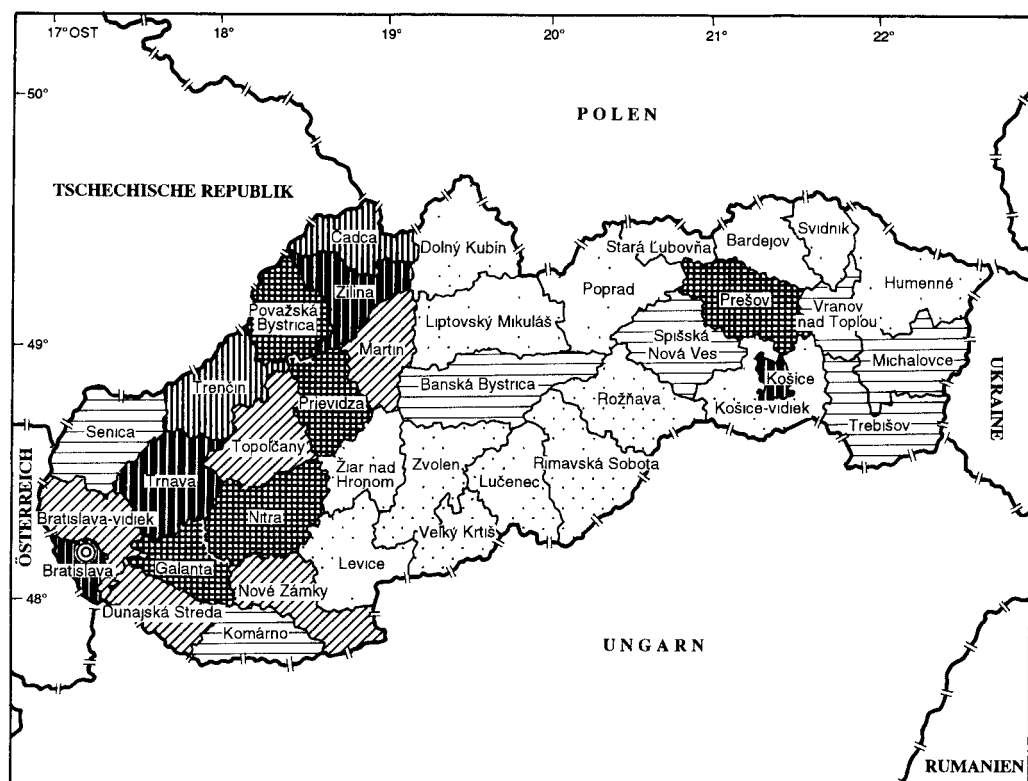 17° OST
18°
19°
20°
21°
22°
50°
POLEN
TSCHECHISCHE REPUBLIK
Čadca
Dolný Kubín
Stará Ľubovňa
Bardejov
Svidník
Žilina
Poprad
Humenné
Považská
Bystrica
Prešov
Vranov
nad Topľou
Liptovský Mikuláš
49°
Martin
Spišská
Nová Ves
Michalovce
UKRAINE
Trenčín
Banská Bystrica
Košice
Prievidza
Rožňava
Košice-vidiek
Senica
Topoľčany
Trebišov
Žiar nad
Hronom
Zvolen
Rimavská Sobota
Trnava
Lučenec
ÖSTERREICH
Bratislava-vidiek
Nitra
Veľký Krtíš
Bratislava
Galanta
Levice
Nové Zámky
48°
Dunajská Streda
Komárno
UNGARN
RUMANIEN